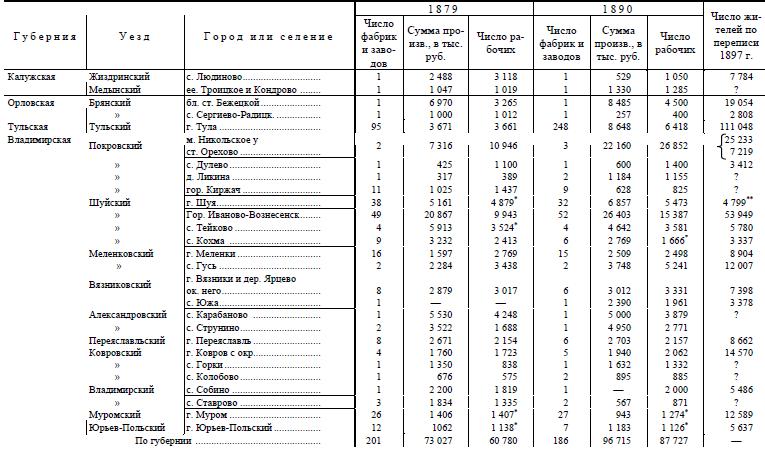 Губерния Уезд Город или селение 1879 1890 Число жителей по переписи 1897 г.
Число фабрик и заводов Сумма произв., в тыс. руб. Число рабочих Число фабрик и заводов Сумма произв., в тыс. руб. Число рабочих
Калужская Жиздринский с. Людиново 1 2 488 3 118 1 529 1 050 7 784
Медынский ее. Троицкое и Кондрово 1 1 047 1 019 1 1 330 1 285 ?
Орловская Брянский бл. ст. Бежецкой 1 6 970 3 265 1 8 485 4 500 19 054
» с. Сергиево-Радицк. 1 1 000 1 012 1 257 400 2 808
Тульская Тульский г. Тула 95 3 671 3 661 248 8 648 6 418 111 048
Владимирская Покровский м. Никольское у ст. Орехово 2 7 316 10 946 3 22 160 26 852 { 25 233 7 219
» с. Дулево 1 425 1 100 1 600 1 400 3 412
» д. Ликина 1 317 389 2 1 184 1 155 ?
» гор. Киржач 11 1 025 1 437 9 628 825 ?
Шуйский г. Шуя 38 5 161 4 879* 32 6 857 5 473 4 799**
» Гор. Иваново-Вознесенск 49 20 867 9 943 52 26 403 15 387 53 949
» с. Тейково 4 5 913 3 524* 4 4 642 3 581 5 780
» с. Кохма 9 3 232 2 413 6 2 769 1 666* 3 337
Меленковский г. Меленки 16 1 597 2 769 15 2 509 2 498 8 904
» с. Гусь 2 2 284 3 438 2 3 748 5 241 12 007
Вязниковский г. Вязники и дер. Ярцево ок. него 8 2 879 3 017 6 3 012 3 331 7 398
с. Южа 1 — — 1 2 390 1 961 3 378
Александровский с. Карабаново 1 5 530 4 248 1 5 000 3 879 ?
» с. Струнино 2 3 522 1 688 1 4 950 2 771
Переяславльский г. Переяславль 8 2 671 2 154 6 2 703 2 157 8 662
Ковровский г. Ковров с окр. 4 1 760 1 723 5 1 940 2 062 14 570
» с. Горки 1 1 350 838 1 1 632 1 332 ?
» с. Колобово 1 676 575 2 895 885 ?
Владимирский с. Собино 1 2 200 1 819 1 — 2 000 5 486
» с. Ставрово 3 1 834 1 335 2 567 871 ?
Муромский г. Муром 26 1 406 1 407* 27 943 1 274* 12 589
Юрьев-Польский г. Юрьев-Польский 12 1062 1 138* 7 1 183 1 126* 5 637
По губернии 201 73 027 60 780 186 96 715 87 727 —